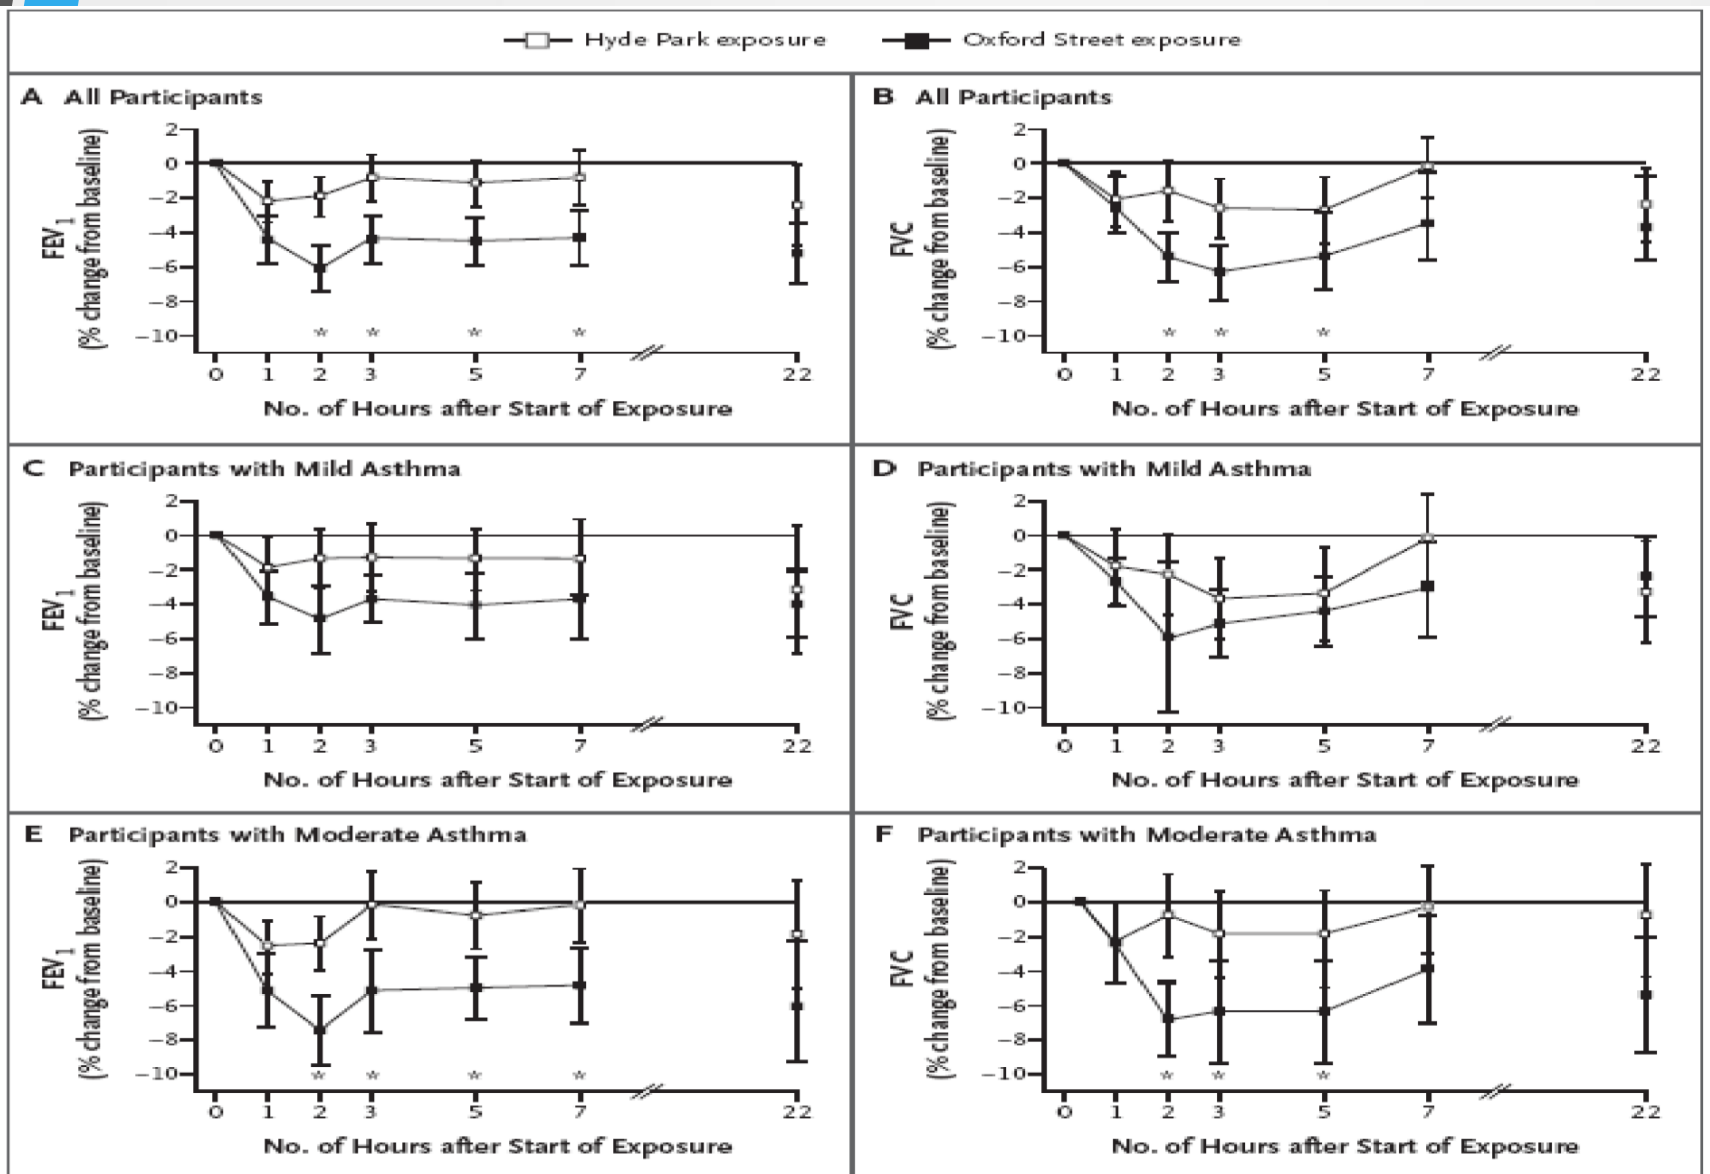 Hyde Park exposure Oxford Street exposure
A All Participants
FEV1
(% change from baseline)
2
0
−2
−4
−6
−8
−10
* * * *
0 1 2 3 5 7 22
No. of Hours after Start of Exposure
B All Participants
FVC
(% change from baseline)
2
0
−2
−4
−6
−8
−10
* * *
0 1 2 3 5 7 22
No. of Hours after Start of Exposure
C Participants with Mild Asthma
FEV1
(% change from baseline)
2
0
−2
−4
−6
−8
−10
0 1 2 3 5 7 22
No. of Hours after Start of Exposure
D Participants with Mild Asthma
FVC
(% change from baseline)
2
0
−2
−4
−6
−8
−10
0 1 2 3 5 7 22
No. of Hours after Start of Exposure
E Participants with Moderate Asthma
FEV1
(% change from baseline)
2
0
−2
−4
−6
−8
−10
* * * *
0 1 2 3 5 7 22
No. of Hours after Start of Exposure
F Participants with Moderate Asthma
FVC
(% change from baseline)
2
0
−2
−4
−6
−8
−10
* * *
0 1 2 3 5 7 22
No. of Hours after Start of Exposure